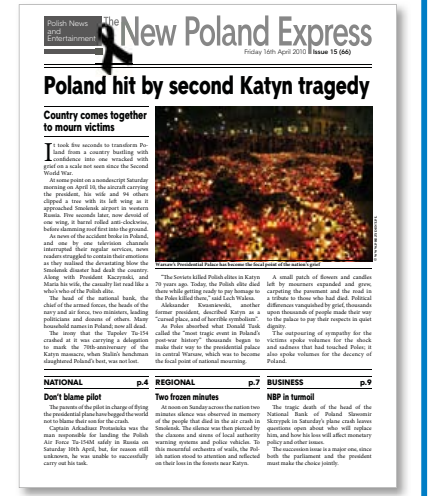 Polish News
and
Entertainment
The
New Poland Express
Friday 16th April 2010 Issue 15 (66)
Poland hit by second Katyn tragedy
Country comes together
to mourn victims
It took five seconds to transform Po-
land from a country bustling with
confidence into one wracked with
grief on a scale not seen since the Second
World War.
At some point on a nondescript Saturday
morning on April 10, the aircraft carrying
the president, his wife and 94 others
clipped a tree with its left wing as it
approached Smolensk airport in western
Russia. Five seconds later, now devoid of
one wing, it barrel rolled anti-clockwise,
before slamming roof first into the ground.
As news of the accident broke in Poland,
and one by one television channels
interrupted their regular services, news
readers struggled to contain their emotions
as they realised the devastating blow the
Smolensk disaster had dealt the country.
Along with President Kaczynski, and
Maria his wife, the casualty list read like a
who's who of the Polish elite.
The head of the national bank, the
chief of the armed forces, the heads of the
navy and air force, two ministers, leading
politicians and dozens of others. Many
household names in Poland; now all dead.
The irony that the Tupolev Tu-154
crashed at it was carrying a delegation
to mark the 70th-anniversary of the
Katyn massacre, when Stalin's henchman
slaughtered Poland's best, was not lost.
Warsaw's Presidential Palace has become the focal point of the nation's grief
"The Soviets killed Polish elites in Katyn
70 years ago. Today, the Polish elite died
there while getting ready to pay homage to
the Poles killed there," said Lech Walesa.
Aleksander Kwasniewski, another
former president, described Katyn as a
"cursed place, and of horrible symbolism".
As Poles absorbed what Donald Tusk
called the "most tragic event in Poland's
post-war history" thousands began to
make their way to the presidential palace
in central Warsaw, which was to become
the focal point of national mourning.
A small patch of flowers and candles
left by mourners expanded and grew,
carpeting the pavement and the road in
a tribute to those who had died. Political
differences vanquished by grief, thousands
upon thousands of people made their way
to the palace to pay their respects in quiet
dignity.
The outpouring of sympathy for the
victims spoke volumes for the shock
and sadness that had touched Poles; it
also spoke volumes for the decency of
Poland.
NATIONAL p.4
Don't blame pilot
The parents of the pilot in charge of flying
the presidential plane have begged the world
not to blame their son for the crash.
Captain Arkadiusz Protasiuka was the
man responsible for landing the Polish
Air Force Tu-154M safely in Russia on
Saturday 10th April, but, for reason still
unknown, he was unable to successfully
carry out his task.
REGIONAL p.7
Two frozen minutes
At noon on Sunday across the nation two
minutes silence was observed in memory
of the people that died in the air crash in
Smolensk. The silence was then pierced by
the claxons and sirens of local authority
warning systems and police vehicles. To
this mournful orchestra of wails, the Pol-
ish nation stood to attention and reflected
on their loss in the forests near Katyn.
BUSINESS p.9
NBP in turmoil
The tragic death of the head of the
National Bank of Poland Slawomir
Skrzypek in Saturday's plane crash leaves
questions open about who will replace
him, and how his loss will affect monetary
policy and other issues.
The succession issue is a major one, since
both the parliament and the president
must make the choice jointly.